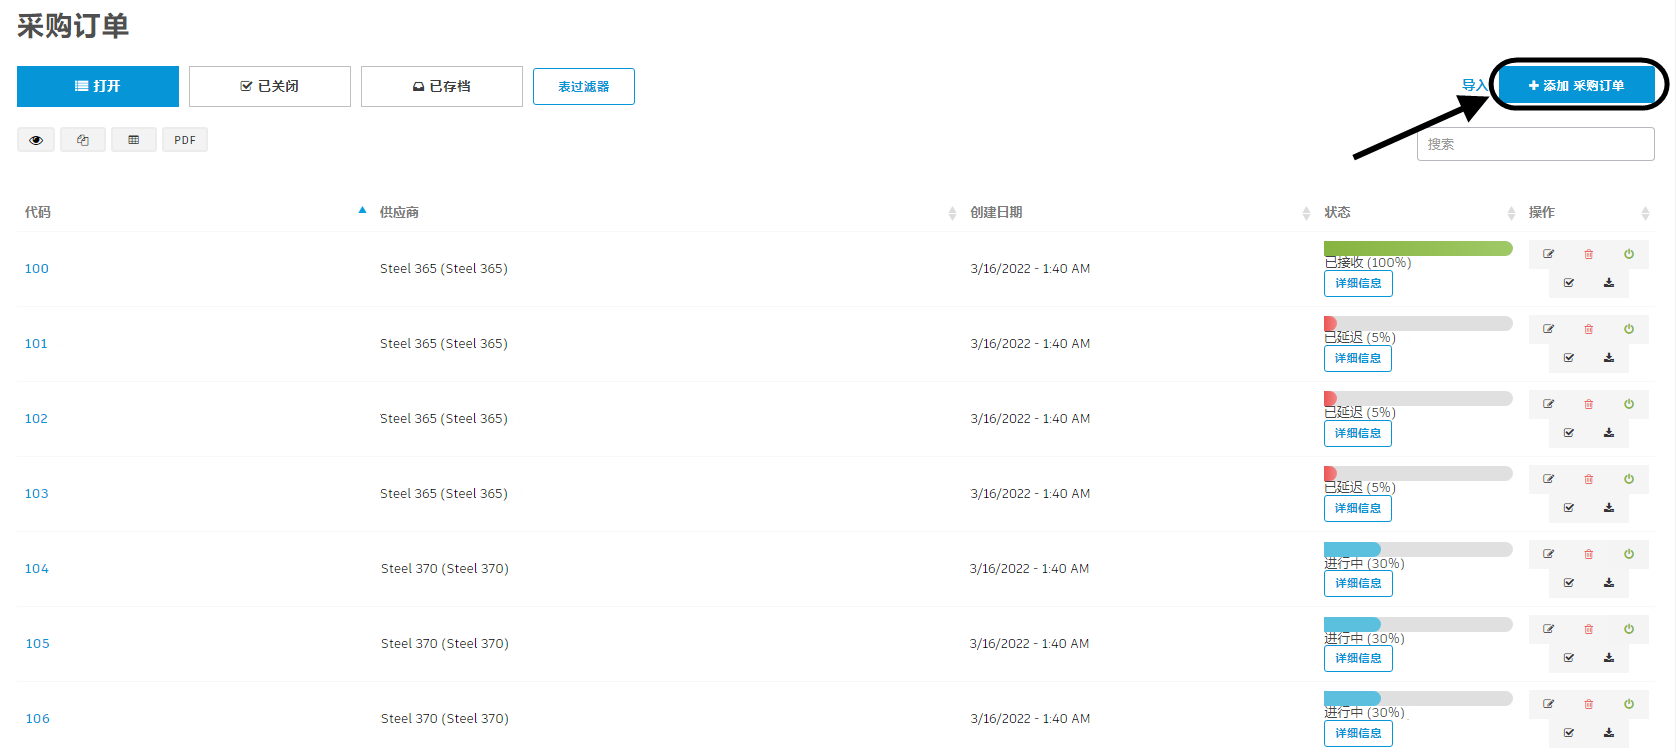 采购订单
打开 已关闭 已存档 表过滤器 导入 添加 采购订单
PDF 搜索
代码 供应商 创建日期 状态 操作
100 Steel 365 (Steel 365) 3/16/2022 - 1:40 AM 已接收 (100%)
详细信息
101 Steel 365 (Steel 365) 3/16/2022 - 1:40 AM 已延迟 (5%)
详细信息
102 Steel 365 (Steel 365) 3/16/2022 - 1:40 AM 已延迟 (5%)
详细信息
103 Steel 365 (Steel 365) 3/16/2022 - 1:40 AM 已延迟 (5%)
详细信息
104 Steel 370 (Steel 370) 3/16/2022 - 1:40 AM 进行中 (30%)
详细信息
105 Steel 370 (Steel 370) 3/16/2022 - 1:40 AM 进行中 (30%)
详细信息
106 Steel 370 (Steel 370) 3/16/2022 - 1:40 AM 进行中 (30%)
详细信息